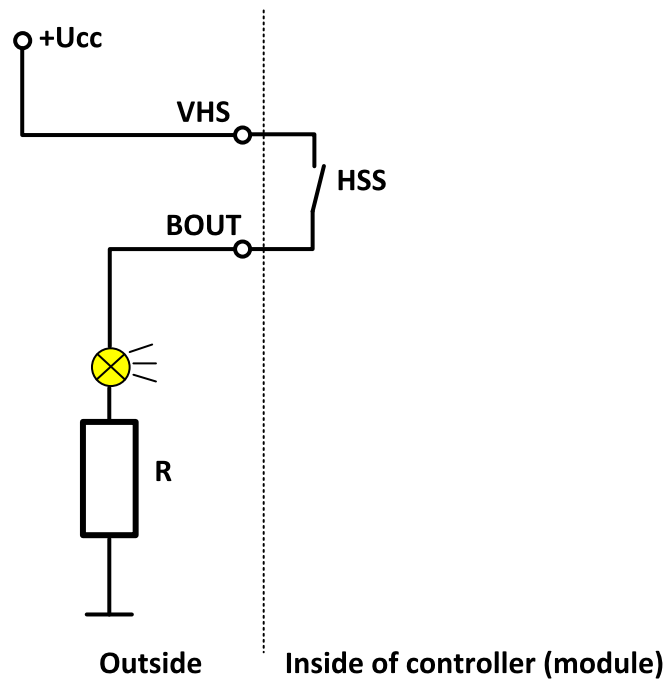 +Ucc
VHS
HSS
BOUT
R
Outside
Inside of controller (module)